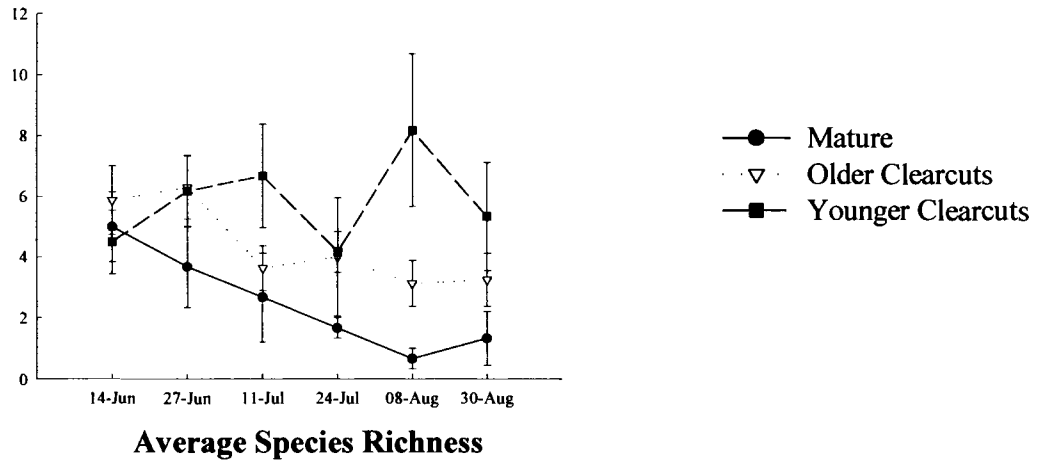 12
10
8
6
4
2
0
14-Jun 27-Jun 11-Jul 24-Jul 08-Aug 30-Aug
Average Species Richness
Mature
Older Clearcuts
Younger Clearcuts